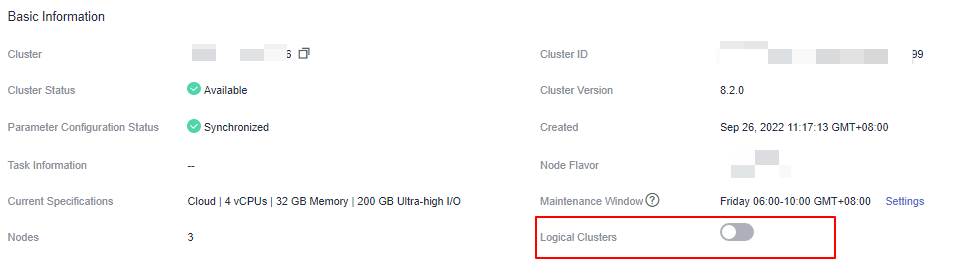 Basic Information
Cluster 6 Cluster ID 99
Cluster Status Available Cluster Version 8.2.0
Parameter Configuration Status Synchronized Created Sep 26, 2022 11:17:13 GMT+08:00
Task Information -- Node Flavor
Current Specifications Cloud | 4 vCPUs | 32 GB Memory | 200 GB Ultra-high I/O Maintenance Window ? Friday 06:00-10:00 GMT+08:00 Settings
Nodes 3 Logical Clusters